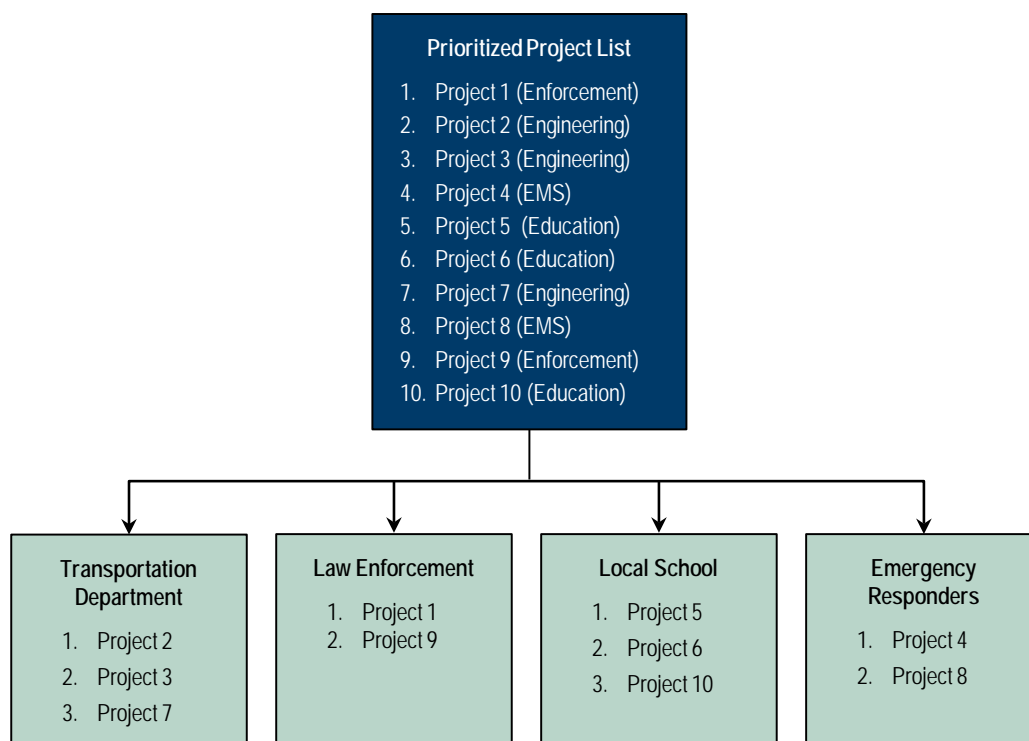 Prioritized Project List
1. Project 1 (Enforcement)
2. Project 2 (Engineering)
3. Project 3 (Engineering)
4. Project 4 (EMS)
5. Project 5 (Education)
6. Project 6 (Education)
7. Project 7 (Engineering)
8. Project 8 (EMS)
9. Project 9 (Enforcement)
10. Project 10 (Education)
Transportation
Department
1. Project 2
2. Project 3
3. Project 7
Law Enforcement
1. Project 1
2. Project 9
Local School
1. Project 5
2. Project 6
3. Project 10
Emergency
Responders
1. Project 4
2. Project 8